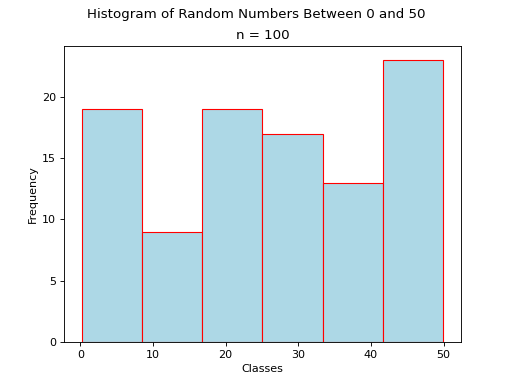 Histogram of Random Numbers Between 0 and 50
n = 100
20
15
10
5
0
Frequency
0 10 20 30 40 50
Classes